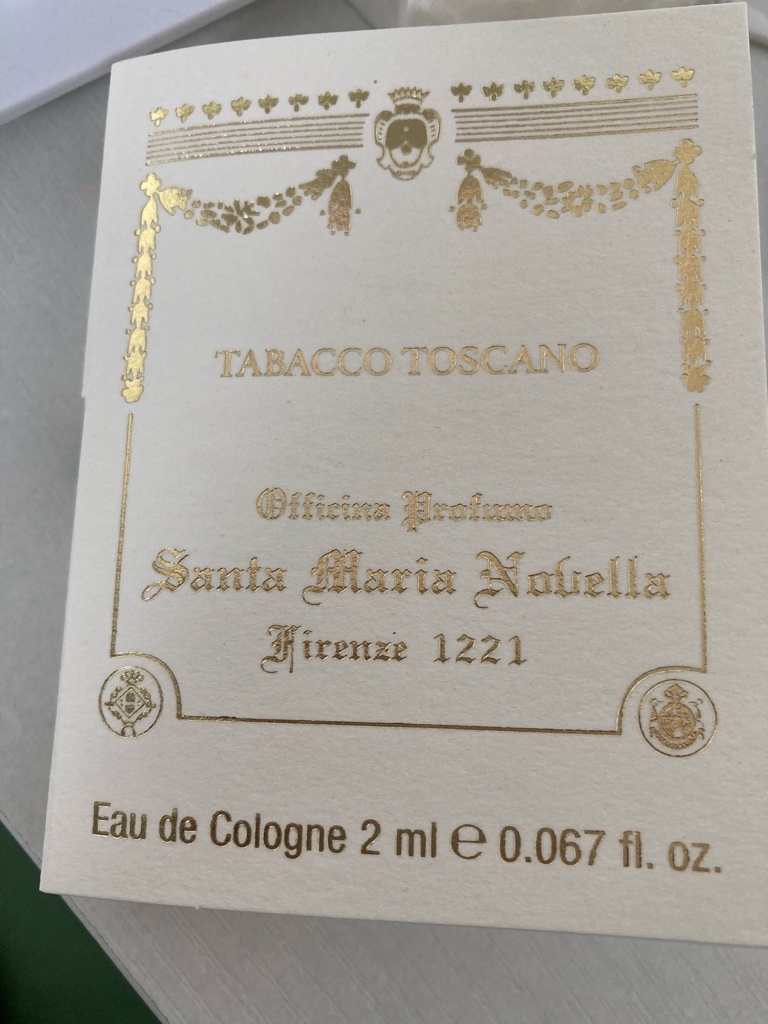 TABACCO TOSCANO
Officina Profumo
Santa Maria Novella
Firenze 1221
Eau de Cologne 2 ml ℮ 0.067 fl. oz.